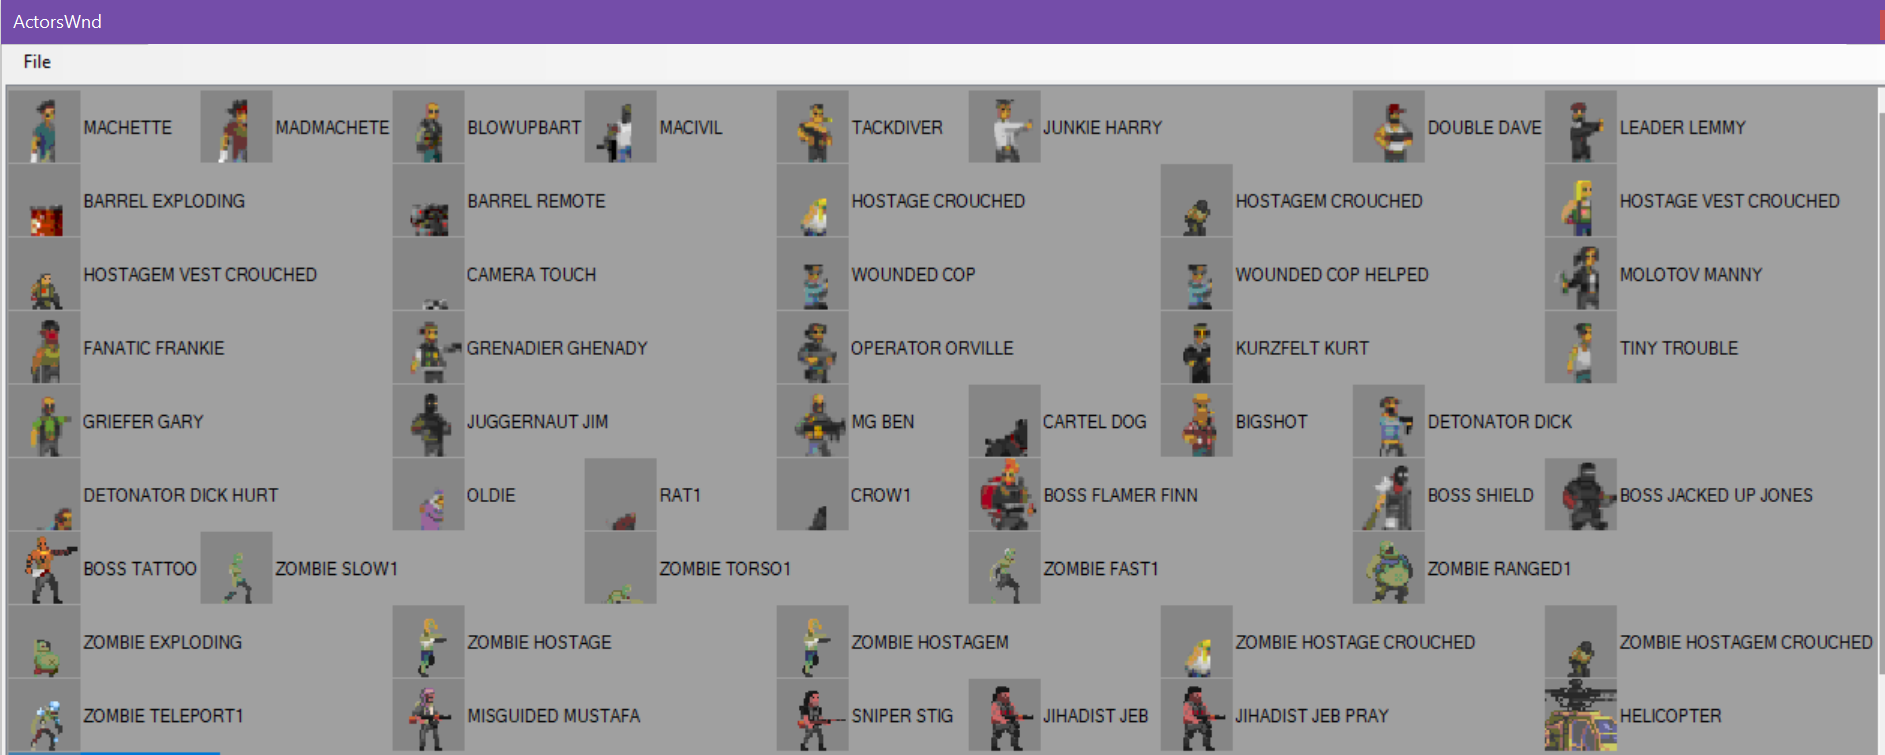 ActorsWnd
File
MACHETTE MADMACHETE BLOWUPBART MACIVIL TACKDIVER JUNKIE HARRY DOUBLE DAVE LEADER LEMMY
BARREL EXPLODING BARREL REMOTE HOSTAGE CROUCHED HOSTAGEM CROUCHED HOSTAGE VEST CROUCHED
HOSTAGEM VEST CROUCHED CAMERA TOUCH WOUNDED COP WOUNDED COP HELPED MOLOTOV MANNY
FANATIC FRANKIE GRENADIER GHENADY OPERATOR ORVILLE KURZFELT KURT TINY TROUBLE
GRIEFER GARY JUGGERNAUT JIM MG BEN CARTEL DOG BIGSHOT DETONATOR DICK
DETONATOR DICK HURT OLDIE RAT1 CROW1 BOSS FLAMER FINN BOSS SHIELD BOSS JACKED UP JONES
BOSS TATTOO ZOMBIE SLOW1 ZOMBIE TORSO1 ZOMBIE FAST1 ZOMBIE RANGED1
ZOMBIE EXPLODING ZOMBIE HOSTAGE ZOMBIE HOSTAGEM ZOMBIE HOSTAGE CROUCHED ZOMBIE HOSTAGEM CROUCHED
ZOMBIE TELEPORT1 MISGUIDED MUSTAFA SNIPER STIG JIHADIST JEB JIHADIST JEB PRAY HELICOPTER